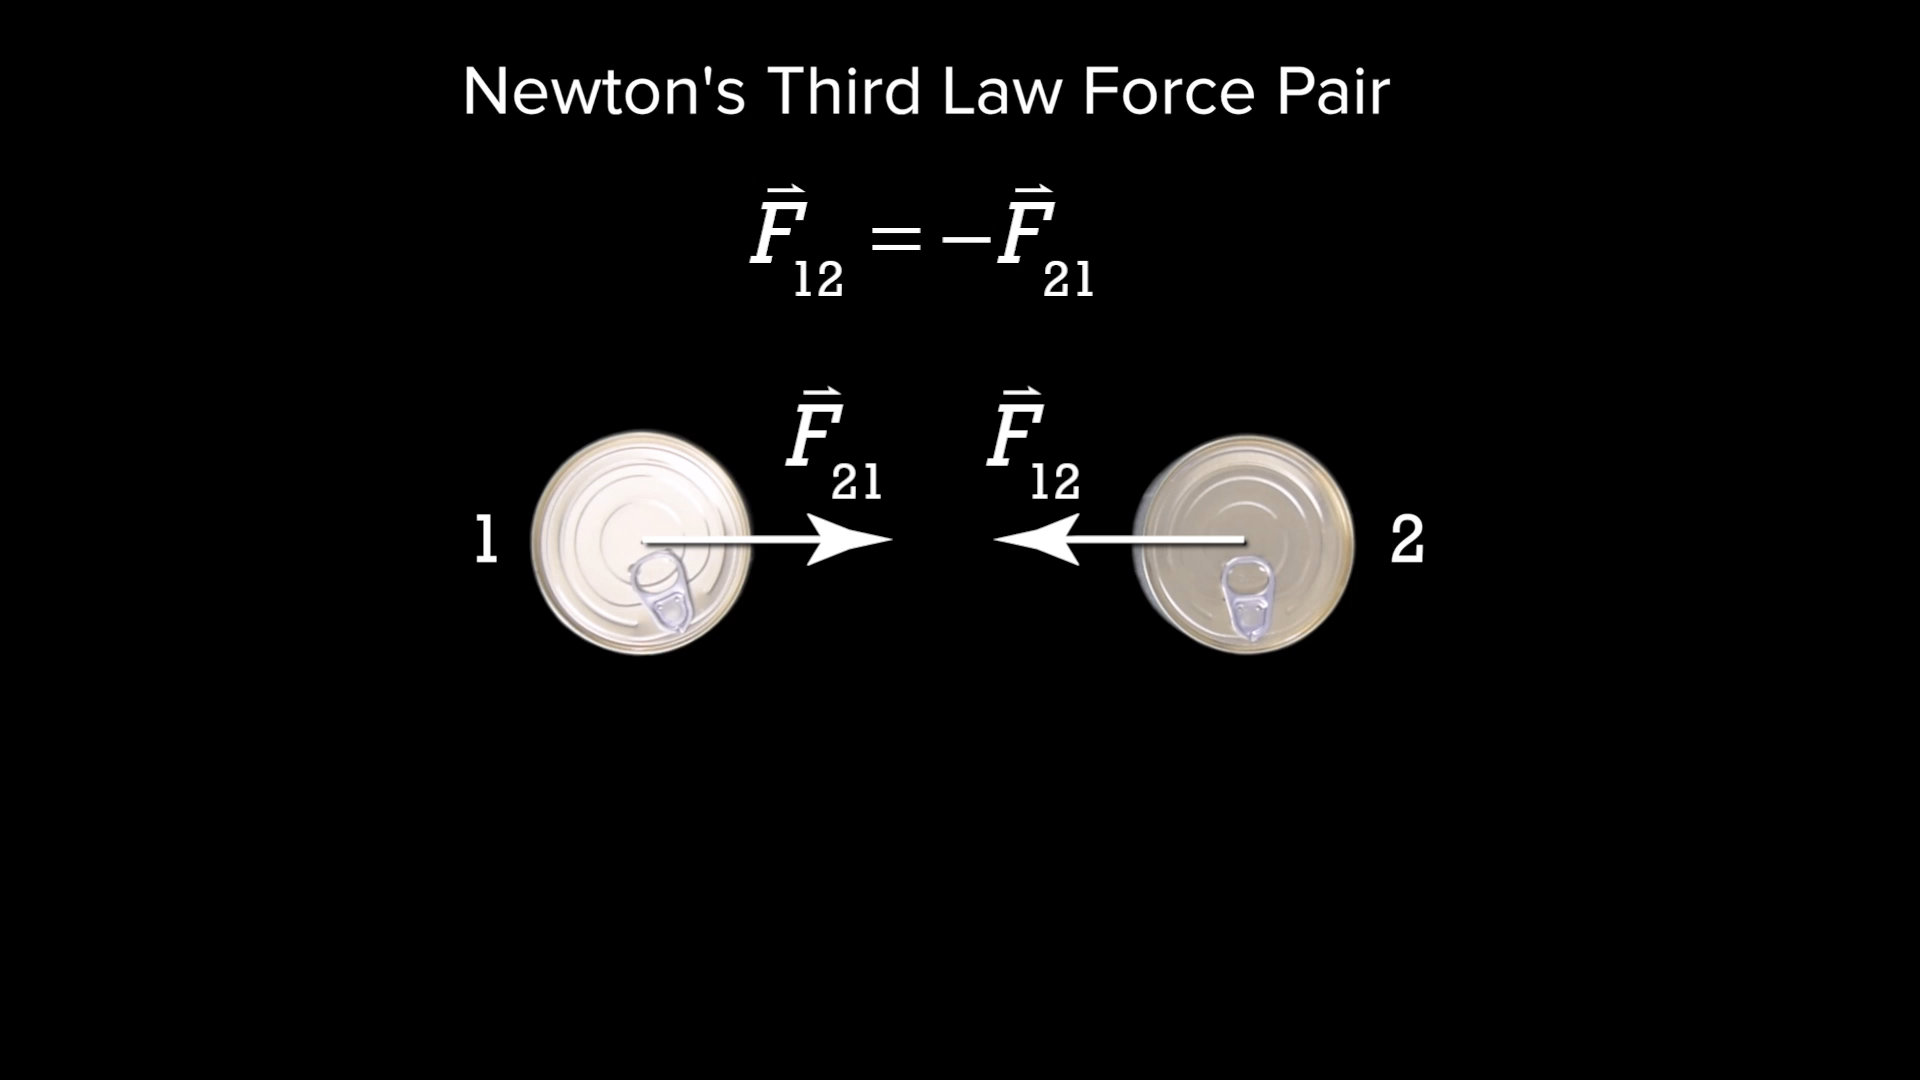 Newton's Third Law Force Pair
F⃗₁₂ = −F⃗₂₁
F⃗₂₁ F⃗₁₂
1 2